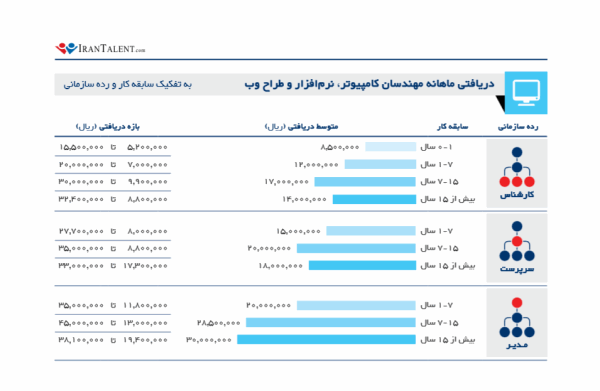 IRANTALENT.COM
دریافتی ماهانه مهندسان کامپیوتر، نرم‌افزار و طراح وب به تفکیک سابقه کار و رده سازمانی
رده سازمانی سابقه کار متوسط دریافتی (ریال) بازه دریافتی (ریال)
کارشناس
۰-۱ سال ۸,۵۰۰,۰۰۰ ۵,۲۰۰,۰۰۰ تا ۱۵,۵۰۰,۰۰۰
۱-۷ سال ۱۲,۰۰۰,۰۰۰ ۷,۰۰۰,۰۰۰ تا ۲۰,۰۰۰,۰۰۰
۷-۱۵ سال ۱۷,۰۰۰,۰۰۰ ۹,۹۰۰,۰۰۰ تا ۳۰,۰۰۰,۰۰۰
بیش از ۱۵ سال ۱۴,۰۰۰,۰۰۰ ۸,۸۰۰,۰۰۰ تا ۳۲,۴۰۰,۰۰۰
سرپرست
۱-۷ سال ۱۵,۰۰۰,۰۰۰ ۸,۰۰۰,۰۰۰ تا ۲۷,۷۰۰,۰۰۰
۷-۱۵ سال ۲۰,۰۰۰,۰۰۰ ۸,۸۰۰,۰۰۰ تا ۳۵,۰۰۰,۰۰۰
بیش از ۱۵ سال ۱۸,۰۰۰,۰۰۰ ۱۷,۳۰۰,۰۰۰ تا ۳۳,۰۰۰,۰۰۰
مدیر
۱-۷ سال ۲۰,۰۰۰,۰۰۰ ۱۱,۸۰۰,۰۰۰ تا ۳۵,۰۰۰,۰۰۰
۷-۱۵ سال ۲۸,۵۰۰,۰۰۰ ۱۳,۰۰۰,۰۰۰ تا ۴۵,۰۰۰,۰۰۰
بیش از ۱۵ سال ۳۰,۰۰۰,۰۰۰ ۱۹,۴۰۰,۰۰۰ تا ۳۸,۱۰۰,۰۰۰